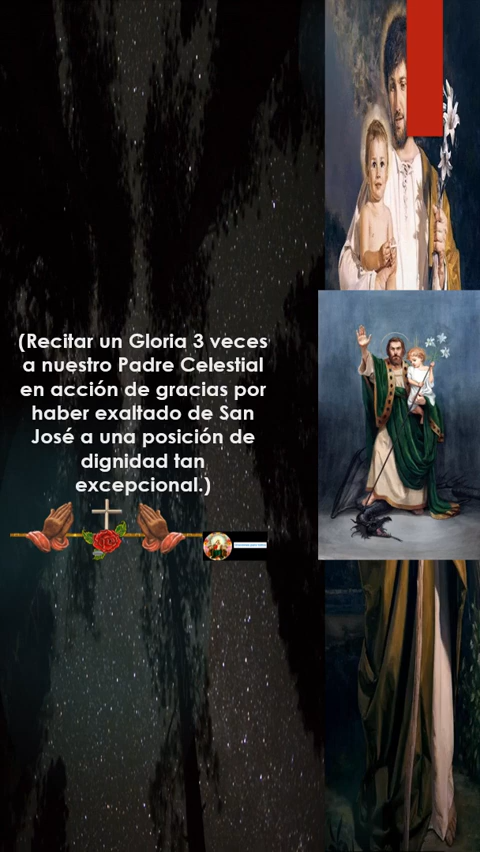 (Recitar un Gloria 3 veces
a nuestro Padre Celestial
en acción de gracias por
haber exaltado de San
José a una posición de
dignidad tan
excepcional.)